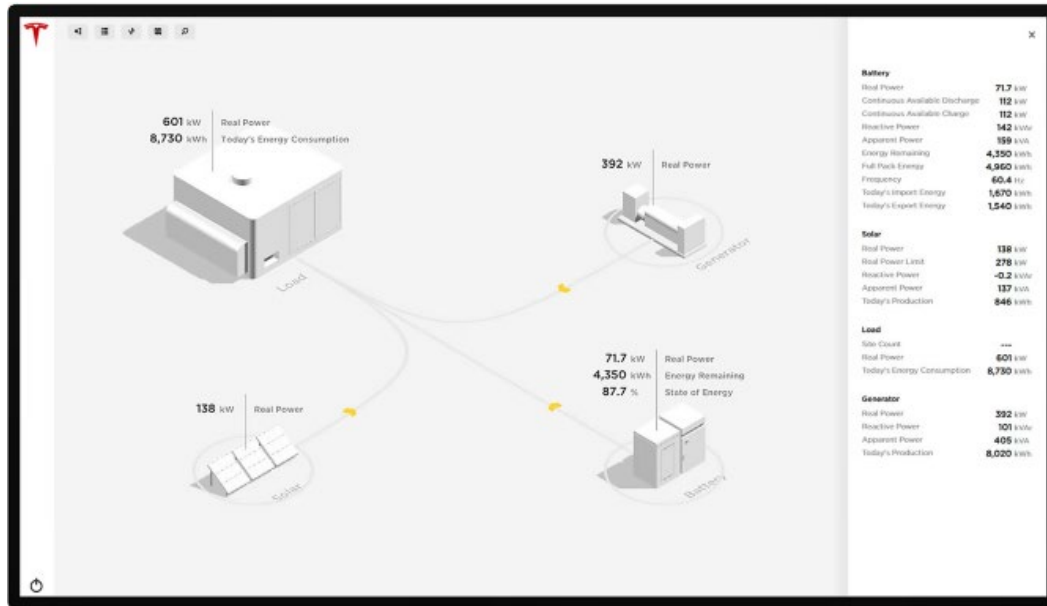 601 kW Real Power
8,730 kWh Today's Energy Consumption
Load
392 kW Real Power
Generator
71.7 kW Real Power
4,350 kWh Energy Remaining
87.7 % State of Energy
Battery
138 kW Real Power
Solar
Battery
Real Power 71.7 kW
Continuous Available Discharge 112 kW
Continuous Available Charge 112 kW
Reactive Power 142 kVAr
Apparent Power 159 kVA
Energy Remaining 4,350 kWh
Full Pack Energy 4,960 kWh
Frequency 60.4 Hz
Today's Import Energy 1,670 kWh
Today's Export Energy 1,540 kWh
Solar
Real Power 138 kW
Real Power Limit 278 kW
Reactive Power -0.2 kVAr
Apparent Power 137 kVA
Today's Production 846 kWh
Load
Site Count ---
Real Power 601 kW
Today's Energy Consumption 8,730 kWh
Generator
Real Power 392 kW
Reactive Power 101 kVAr
Apparent Power 405 kVA
Today's Production 8,020 kWh